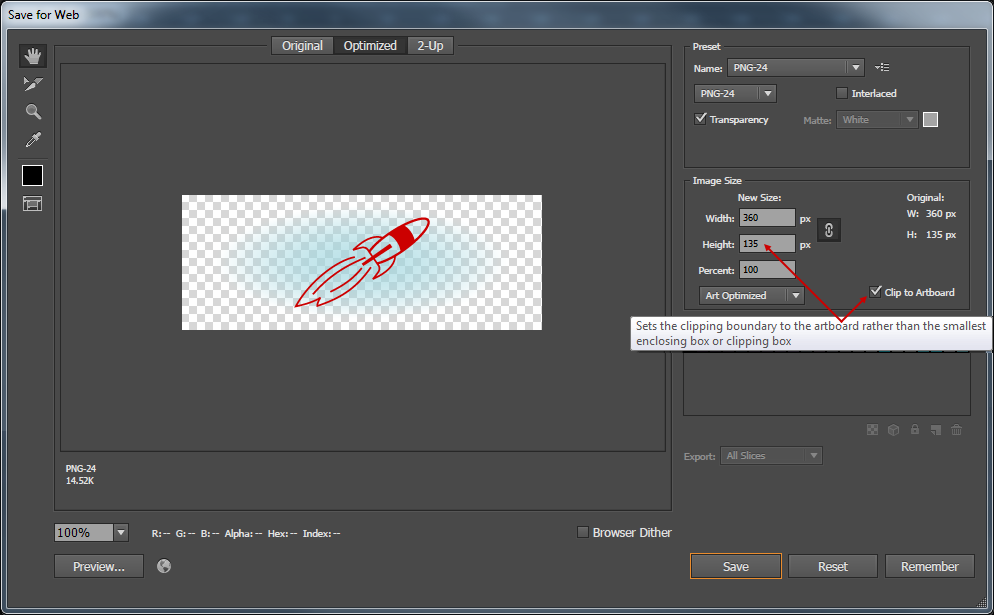 Save for Web
Original Optimized 2-Up
Preset
Name: PNG-24
PNG-24 Interlaced
Transparency Matte: White
Image Size
New Size: Original:
Width: 360 px W: 360 px
Height: 135 px H: 135 px
Percent: 100
Art Optimized Clip to Artboard
Sets the clipping boundary to the artboard rather than the smallest
enclosing box or clipping box
Export: All Slices
PNG-24
14.52K
100% R: -- G: -- B: -- Alpha: -- Hex: -- Index: -- Browser Dither
Preview... Save Reset Remember